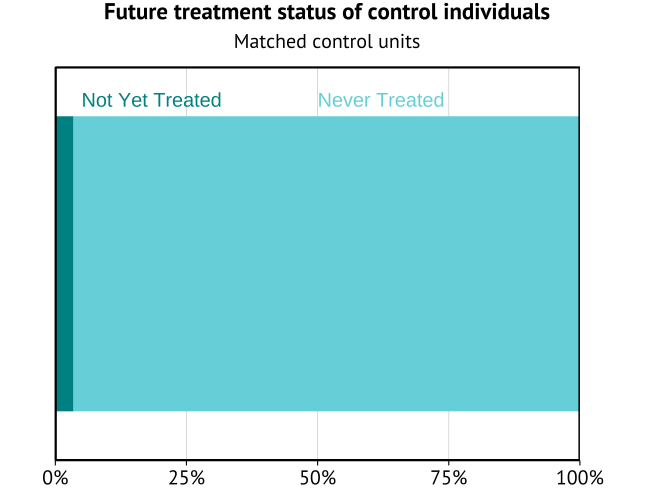 Future treatment status of control individuals
Matched control units
Not Yet Treated Never Treated
0% 25% 50% 75% 100%